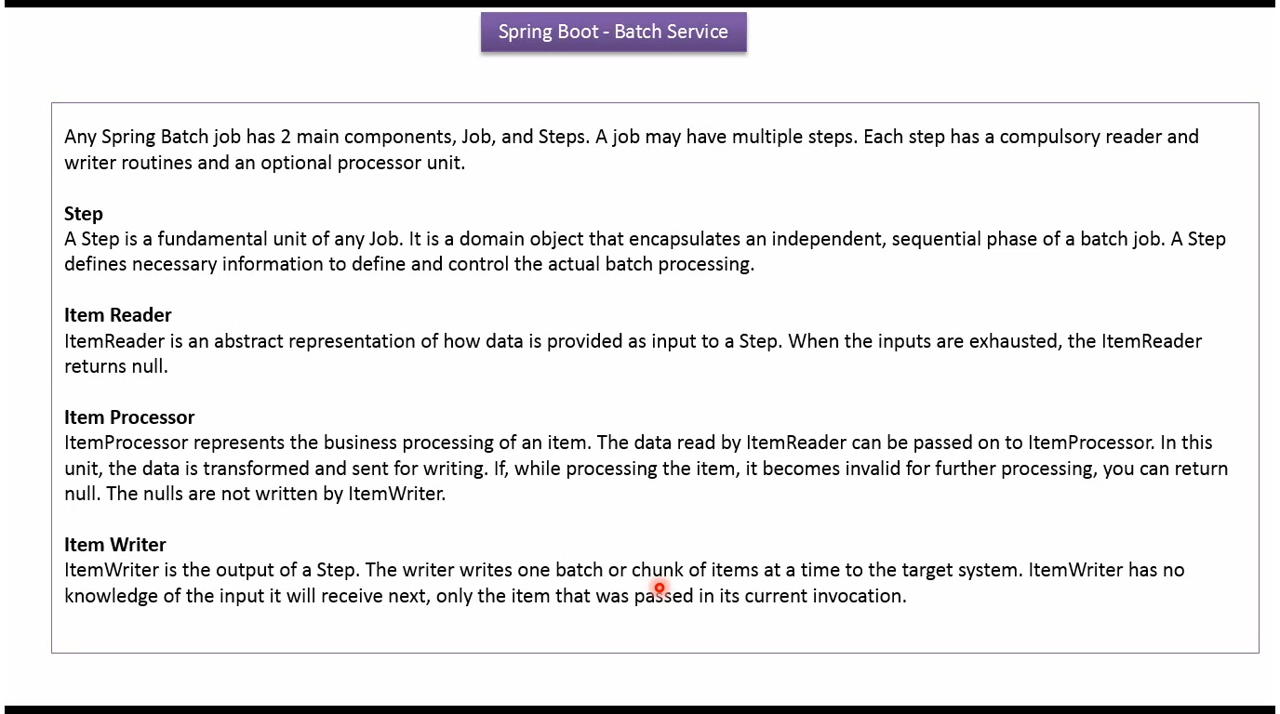 Spring Boot - Batch Service
Any Spring Batch job has 2 main components, Job, and Steps. A job may have multiple steps. Each step has a compulsory reader and
writer routines and an optional processor unit.
Step
A Step is a fundamental unit of any Job. It is a domain object that encapsulates an independent, sequential phase of a batch job. A Step
defines necessary information to define and control the actual batch processing.
Item Reader
ItemReader is an abstract representation of how data is provided as input to a Step. When the inputs are exhausted, the ItemReader
returns null.
Item Processor
ItemProcessor represents the business processing of an item. The data read by ItemReader can be passed on to ItemProcessor. In this
unit, the data is transformed and sent for writing. If, while processing the item, it becomes invalid for further processing, you can return
null. The nulls are not written by ItemWriter.
Item Writer
ItemWriter is the output of a Step. The writer writes one batch or chunk of items at a time to the target system. ItemWriter has no
knowledge of the input it will receive next, only the item that was passed in its current invocation.